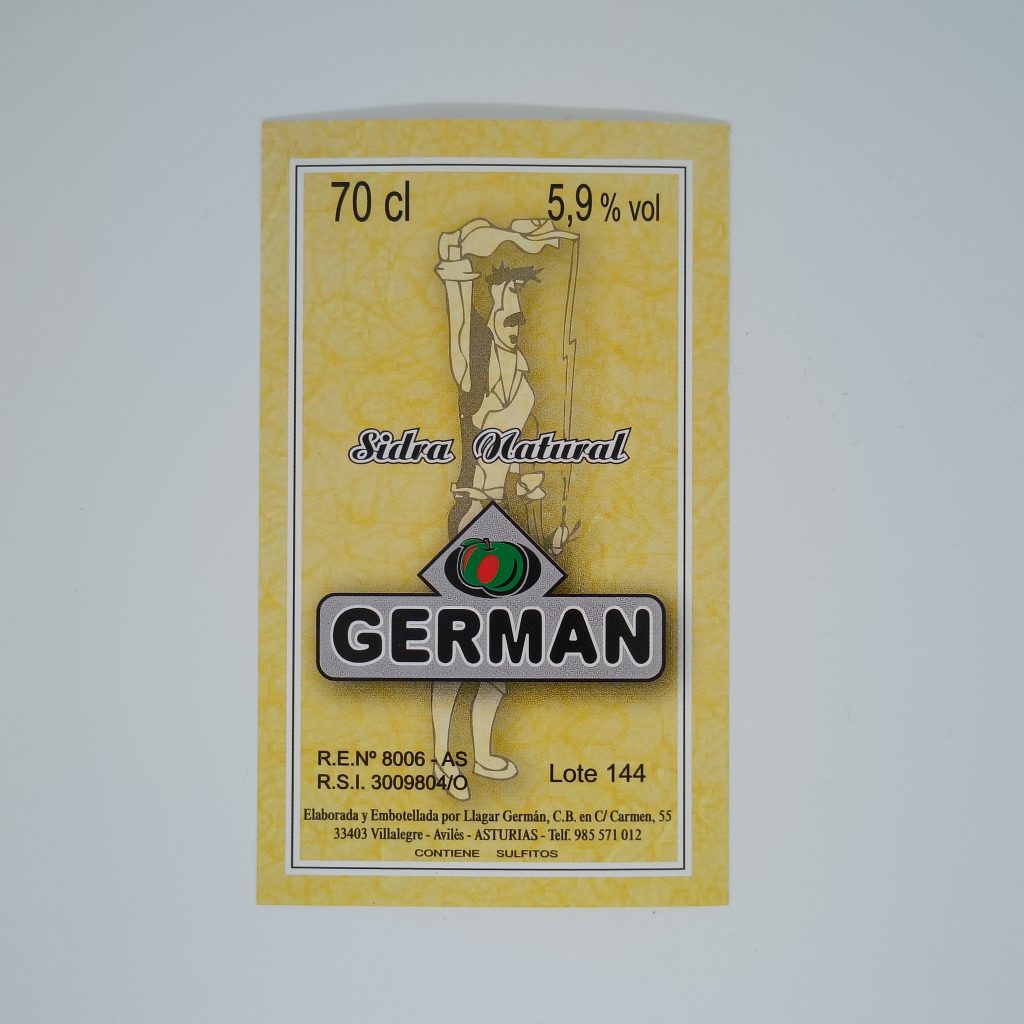 70 cl 5,9 % vol
Sidra Natural
GERMAN
R.E.Nº 8006 - AS
R.S.I. 3009804/O
Lote 144
Elaborada y Embotellada por Llagar Germán, C.B. en C/ Carmen, 55
33403 Villalegre - Avilés - ASTURIAS - Telf. 985 571 012
CONTIENE SULFITOS